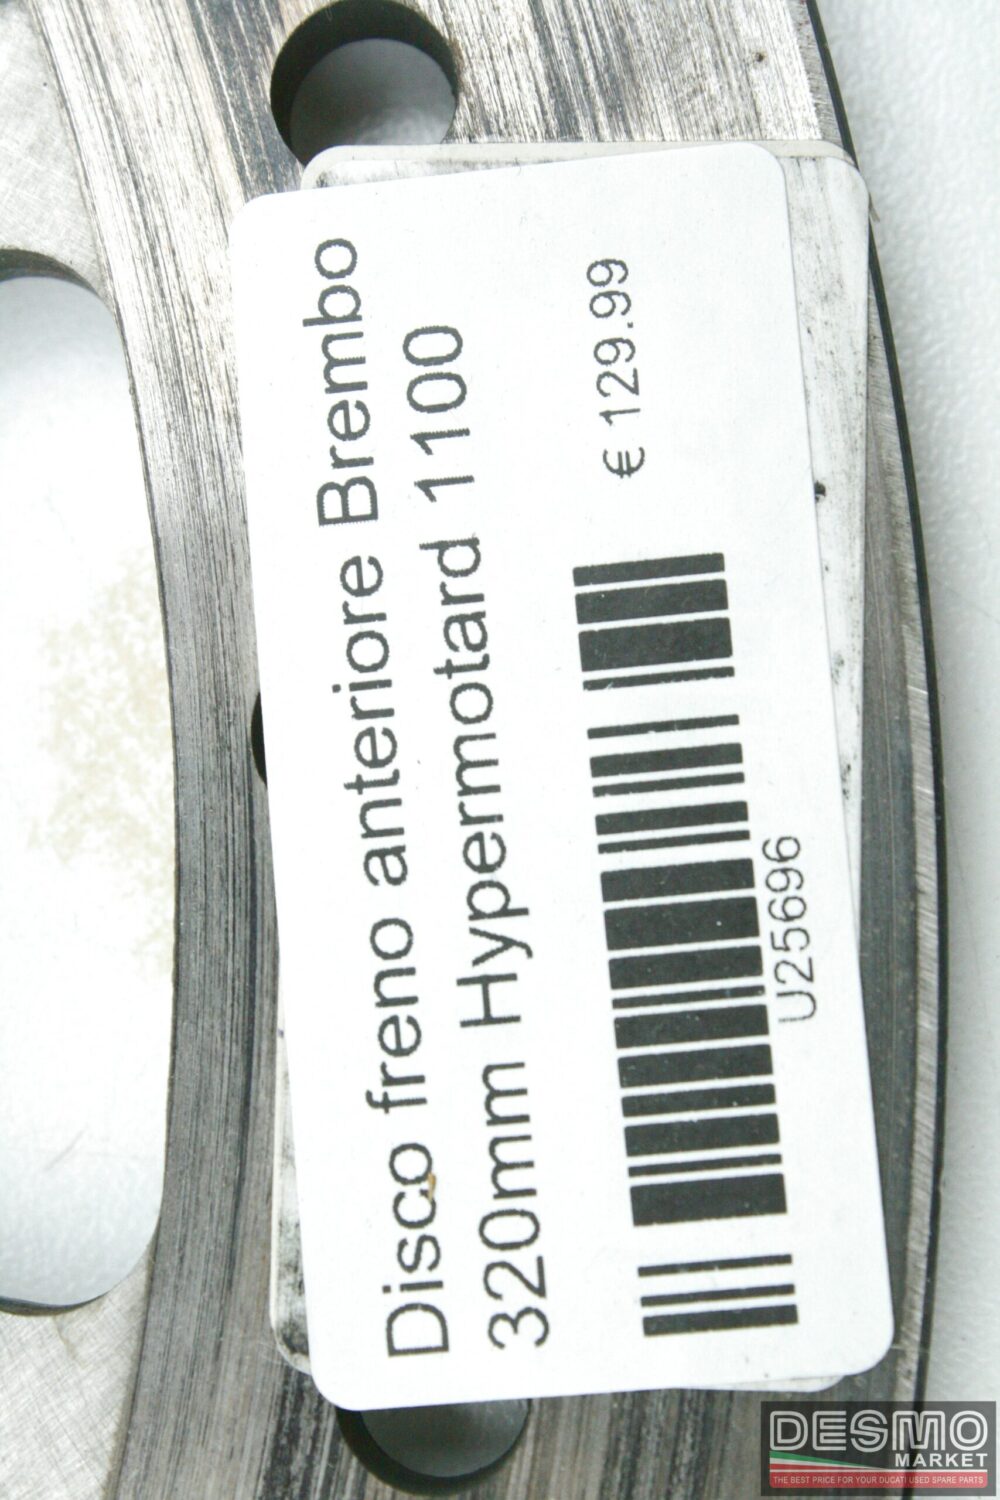 Disco freno anteriore Brembo
320mm Hypermotard 1100
€ 129.99
U25696
DESMO
MARKET
THE BEST PRICE FOR YOUR DUCATI USED SPARE PARTS